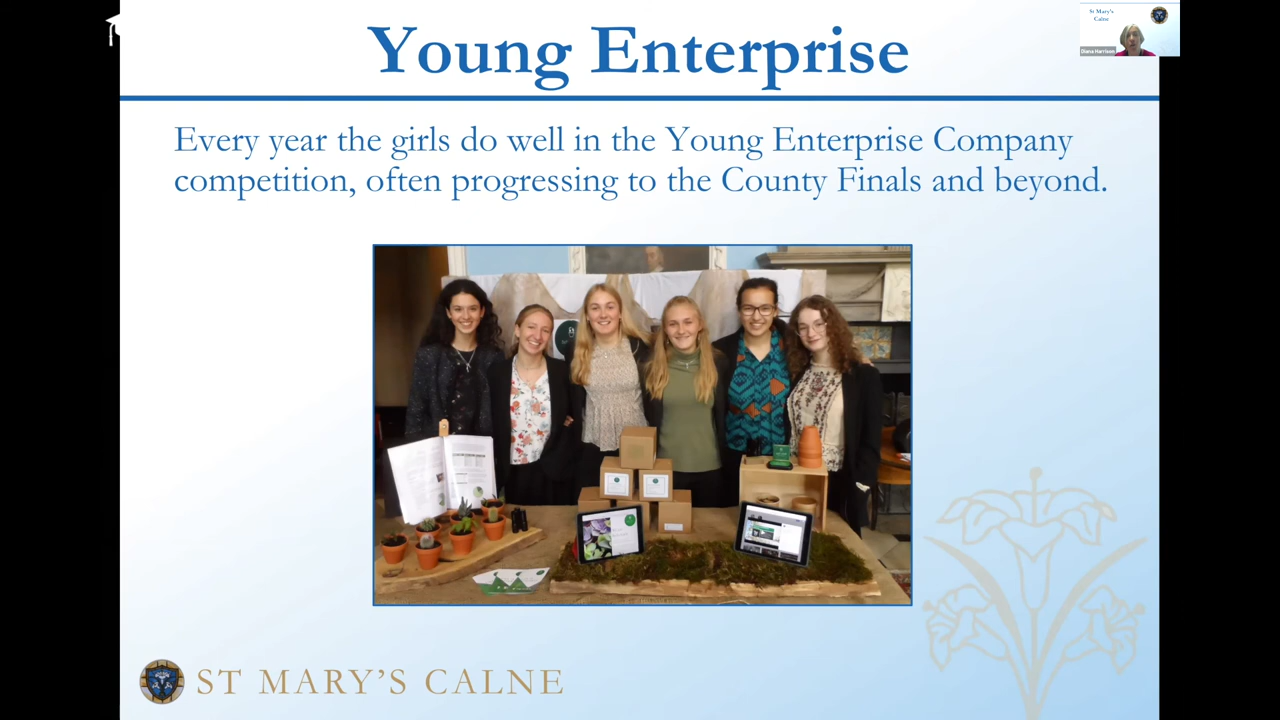 Young Enterprise
St Mary's
Calne
Diana Harrison
Every year the girls do well in the Young Enterprise Company
competition, often progressing to the County Finals and beyond.
ST MARY'S CALNE